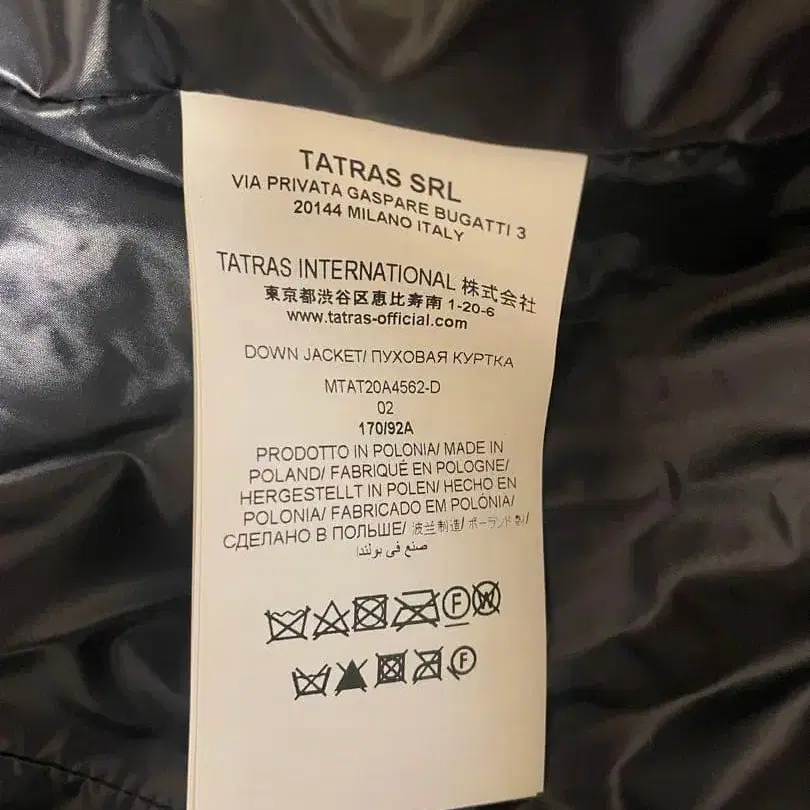 TATRAS SRL
VIA PRIVATA GASPARE BUGATTI 3
20144 MILANO ITALY
TATRAS INTERNATIONAL 株式会社
東京都渋谷区恵比寿南 1-20-6
www.tatras-official.com
DOWN JACKET/ ПУХОВАЯ КУРТКА
MTAT20A4562-D
02
170/92A
PRODOTTO IN POLONIA/ MADE IN
POLAND/ FABRIQUÉ EN POLOGNE/
HERGESTELLT IN POLEN/ HECHO EN
POLONIA/ FABRICADO EM POLÓNIA/
СДЕЛАНО В ПОЛЬШЕ/ 波兰制造/ ポーランド製/
صنع في بولندا
F W
F